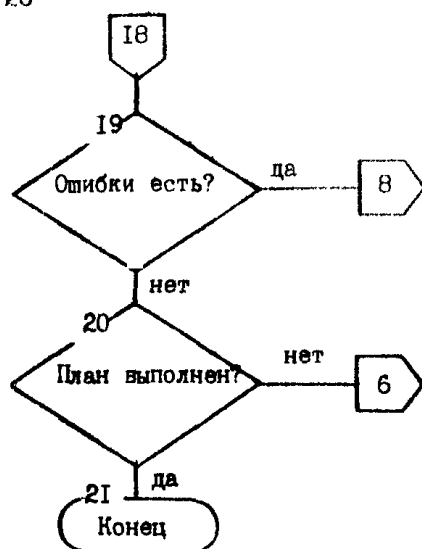 I8
I9
Ошибки есть?
да
8
нет
20
План выполнен?
нет
6
2I
да
Конец